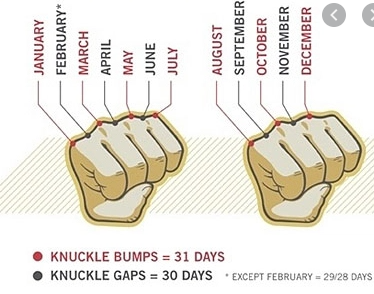 JANUARY
FEBRUARY*
MARCH
APRIL
MAY
JUNE
JULY
AUGUST
SEPTEMBER
OCTOBER
NOVEMBER
DECEMBER
KNUCKLE BUMPS = 31 DAYS
KNUCKLE GAPS = 30 DAYS * EXCEPT FEBRUARY = 29/28 DAYS